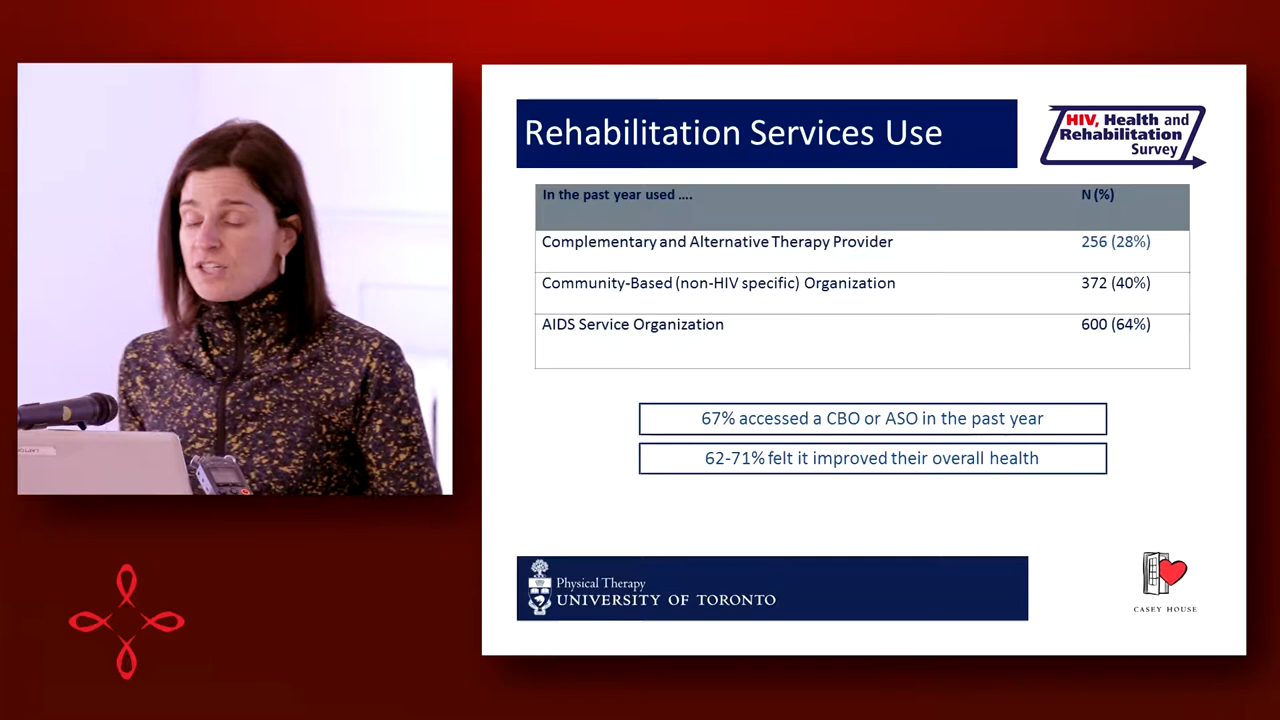 Rehabilitation Services Use
HIV, Health and
Rehabilitation
Survey
In the past year used .... N (%)
Complementary and Alternative Therapy Provider 256 (28%)
Community-Based (non-HIV specific) Organization 372 (40%)
AIDS Service Organization 600 (64%)
67% accessed a CBO or ASO in the past year
62-71% felt it improved their overall health
Physical Therapy
UNIVERSITY OF TORONTO
CASEY HOUSE